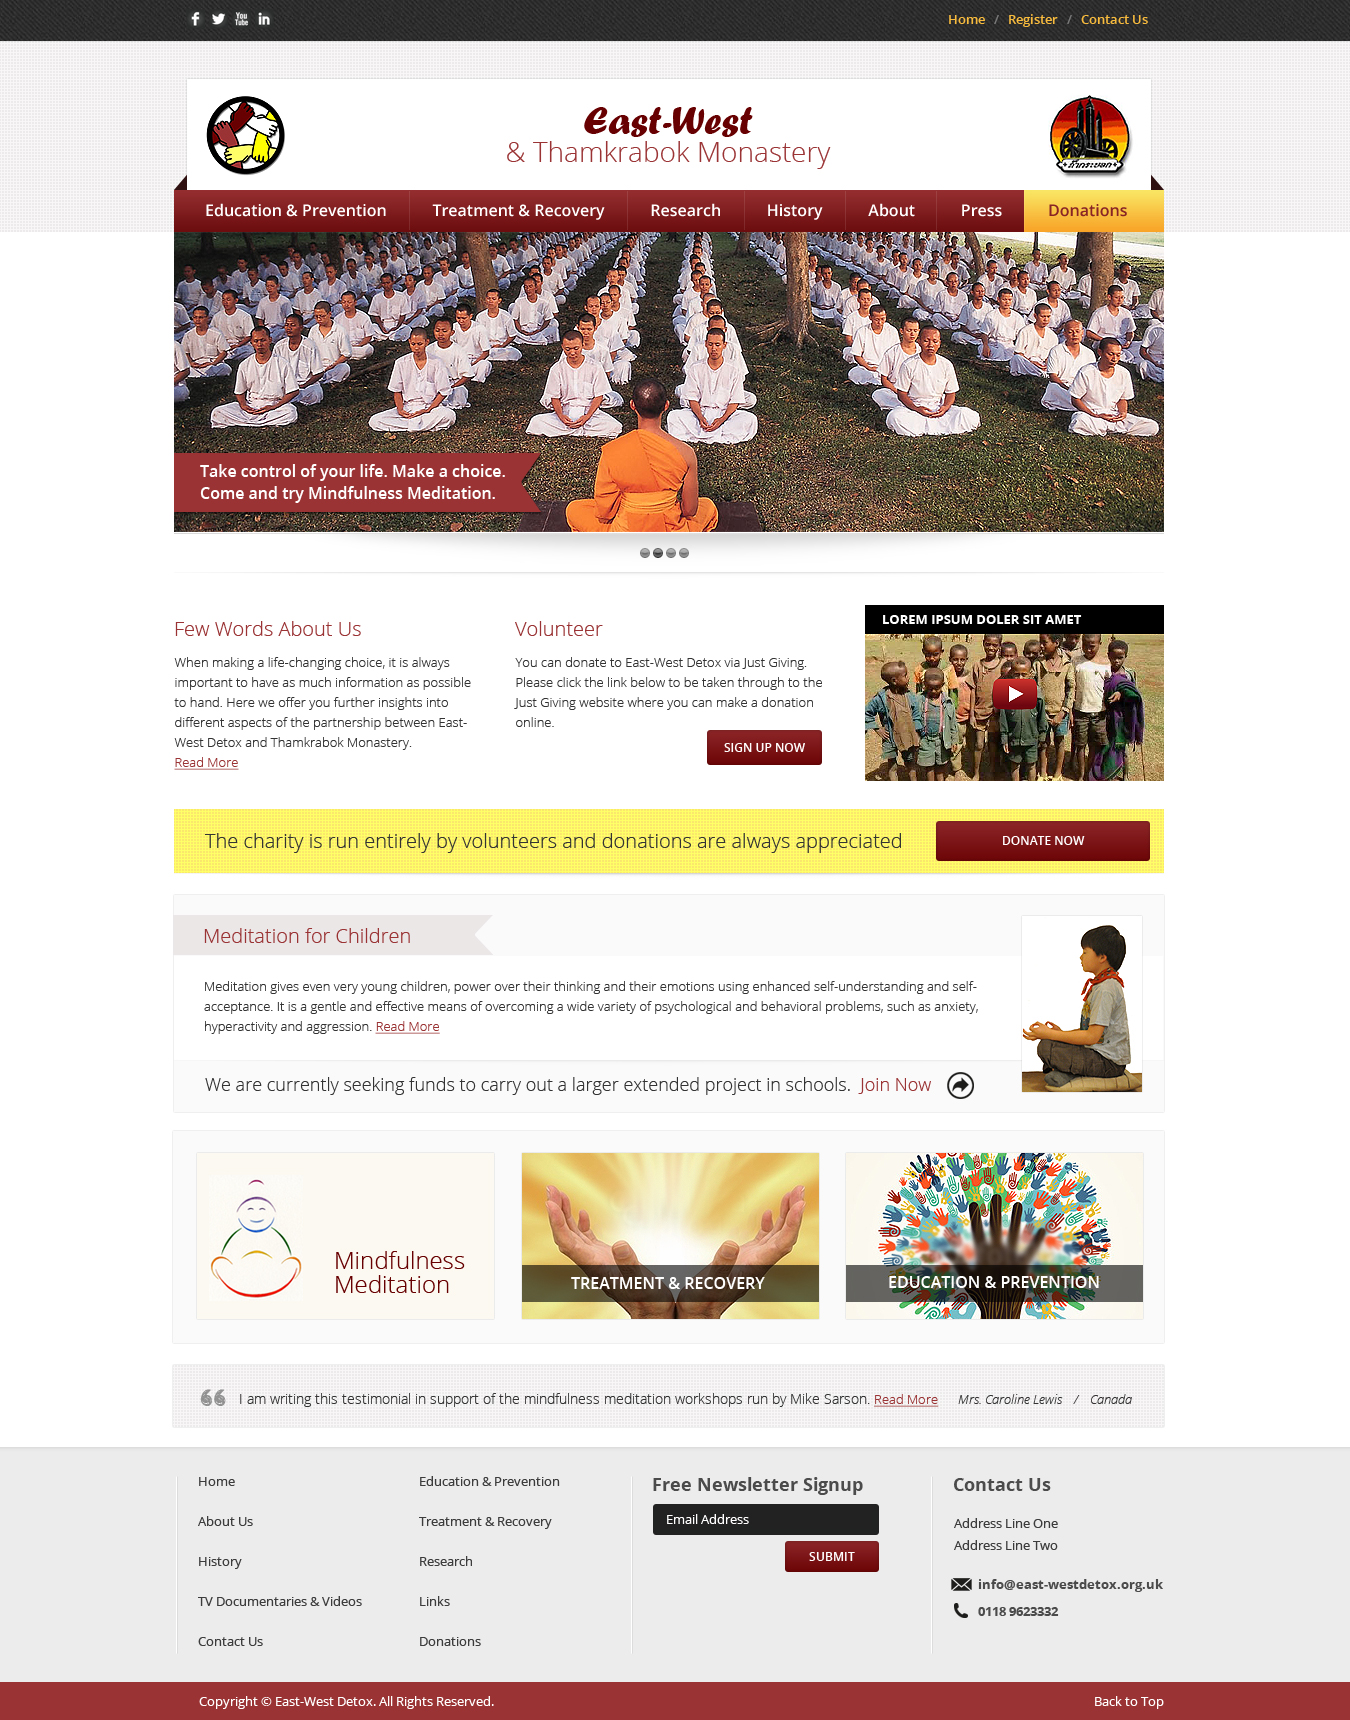 You Tube in
Home / Register / Contact Us
East-West
& Thamkrabok Monastery
ถ้ำกระบอก
Education & Prevention Treatment & Recovery Research History About Press Donations
Take control of your life. Make a choice.
Come and try Mindfulness Meditation.
Few Words About Us
When making a life-changing choice, it is always
important to have as much information as possible
to hand. Here we offer you further insights into
different aspects of the partnership between East-
West Detox and Thamkrabok Monastery.
Read More
Volunteer
You can donate to East-West Detox via Just Giving.
Please click the link below to be taken through to the
Just Giving website where you can make a donation
online.
SIGN UP NOW
LOREM IPSUM DOLER SIT AMET
The charity is run entirely by volunteers and donations are always appreciated
DONATE NOW
Meditation for Children
Meditation gives even very young children, power over their thinking and their emotions using enhanced self-understanding and self-
acceptance. It is a gentle and effective means of overcoming a wide variety of psychological and behavioral problems, such as anxiety,
hyperactivity and aggression. Read More
We are currently seeking funds to carry out a larger extended project in schools. Join Now
Mindfulness
Meditation
TREATMENT & RECOVERY
EDUCATION & PREVENTION
I am writing this testimonial in support of the mindfulness meditation workshops run by Mike Sarson. Read More Mrs. Caroline Lewis / Canada
Home
About Us
History
TV Documentaries & Videos
Contact Us
Education & Prevention
Treatment & Recovery
Research
Links
Donations
Free Newsletter Signup
Email Address
SUBMIT
Contact Us
Address Line One
Address Line Two
info@east-westdetox.org.uk
0118 9623332
Copyright © East-West Detox. All Rights Reserved.
Back to Top